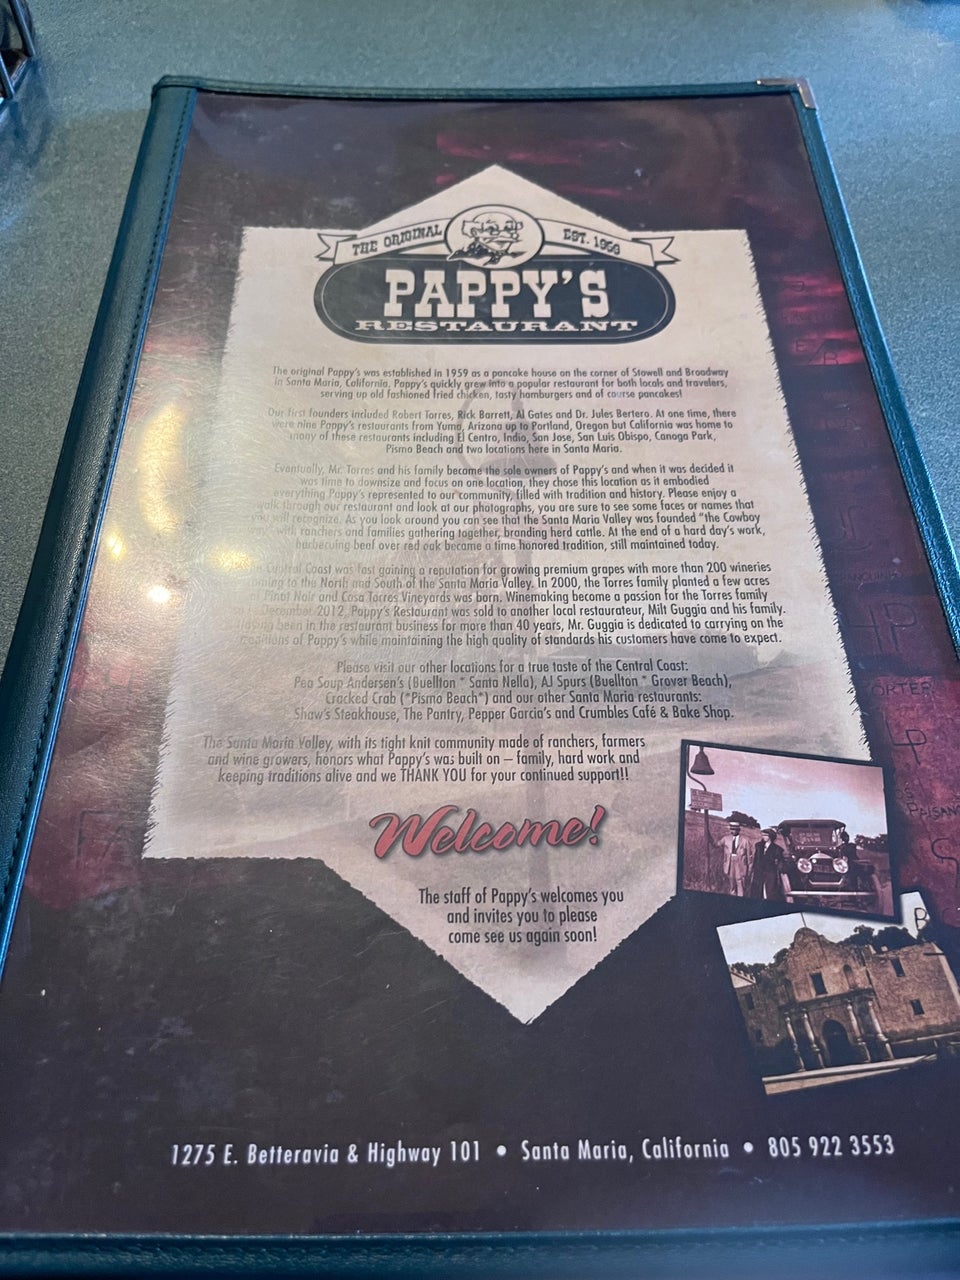 THE ORIGINAL
EST. 1959
PAPPY'S
RESTAURANT
The original Pappy's was established in 1959 as a pancake house on the corner of Stowell and Broadway
in Santa Maria, California. Pappy's quickly grew into a popular restaurant for both locals and travelers,
serving up old fashioned fried chicken, tasty hamburgers and of course pancakes!
Our first founders included Robert Torres, Rick Barrett, Al Gates and Dr. Jules Bertero. At one time, there
were nine Pappy's restaurants from Yuma, Arizona up to Portland, Oregon but California was home to
many of these restaurants including El Centro, Indio, San Jose, San Luis Obispo, Canoga Park,
Pismo Beach and two locations here in Santa Maria.
Eventually, Mr. Torres and his family became the sole owners of Pappy's and when it was decided it
was time to downsize and focus on one location, they chose this location as it embodied
everything Pappy's represented to our community, filled with tradition and history. Please enjoy a
walk through our restaurant and look at our photographs, you are sure to see some faces or names that
you will recognize. As you look around you can see that the Santa Maria Valley was founded "the Cowboy
with ranchers and families gathering together, branding herd cattle. At the end of a hard day's work,
barbecuing beef over red oak became a time honored tradition, still maintained today.
Central Coast was fast gaining a reputation for growing premium grapes with more than 200 wineries
to the North and South of the Santa Maria Valley. In 2000, the Torres family planted a few acres
Pinot Noir and Casa Torres Vineyards was born. Winemaking become a passion for the Torres family
December 2012, Pappy's Restaurant was sold to another local restaurateur, Milt Guggia and his family.
Having been in the restaurant business for more than 40 years, Mr. Guggia is dedicated to carrying on the
traditions of Pappy's while maintaining the high quality of standards his customers have come to expect.
Please visit our other locations for a true taste of the Central Coast:
Pea Soup Andersen's (Buellton * Santa Nella), AJ Spurs (Buellton * Grover Beach),
Cracked Crab (*Pismo Beach*) and our other Santa Maria restaurants:
Shaw's Steakhouse, The Pantry, Pepper Garcia's and Crumbles Café & Bake Shop.
The Santa Maria Valley, with its tight knit community made of ranchers, farmers
and wine growers, honors what Pappy's was built on – family, hard work and
keeping traditions alive and we THANK YOU for your continued support!!
Welcome!
The staff of Pappy's welcomes you
and invites you to please
come see us again soon!
1275 E. Betteravia & Highway 101 • Santa Maria, California • 805 922 3553